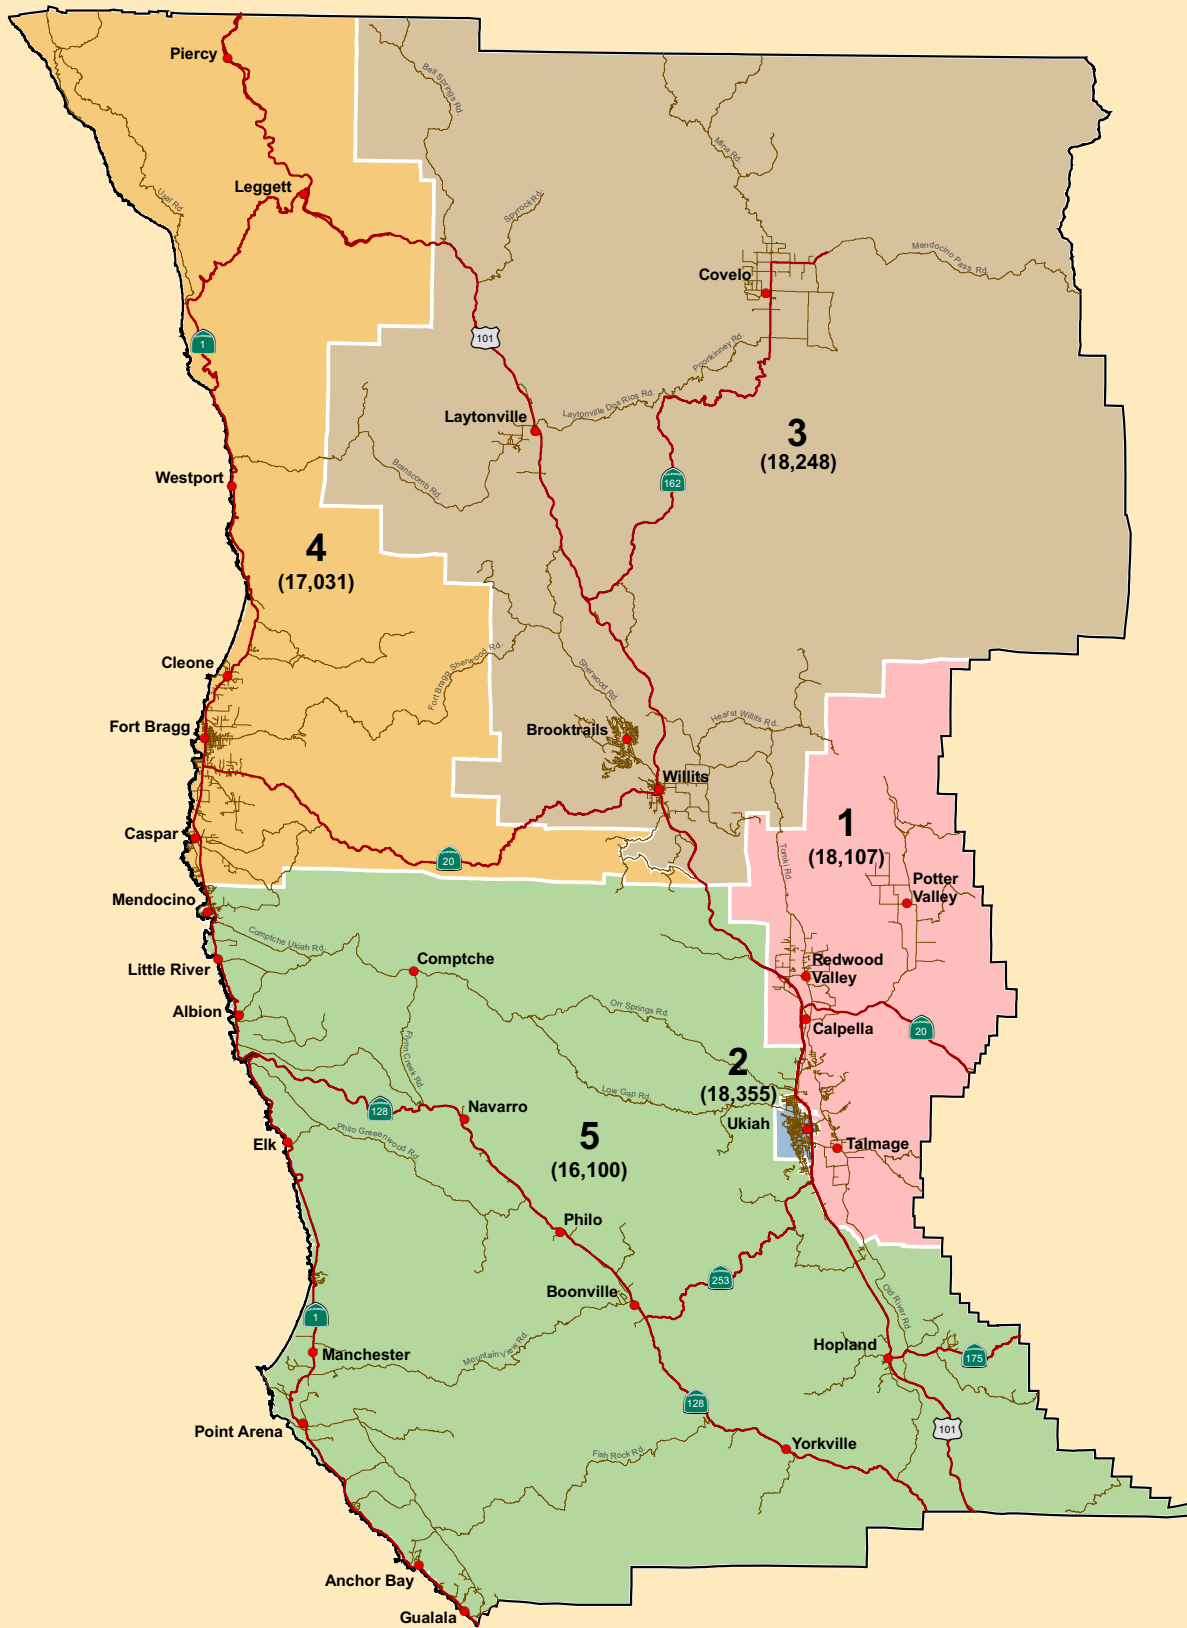 Piercy
Bell Springs Rd.
Mina Rd.
Leggett
Usal Rd
Spyrock Rd.
Mendocino Pass Rd.
Covelo
1
101
Poorkinney Rd.
Laytonville Dos Rios Rd.
Laytonville
3
(18,248)
Branscomb Rd.
162
Westport
4
(17,031)
Cleone
Fort Bragg Sherwood Rd.
Sherwood Rd
Hearst Willits Rd.
Fort Bragg
Brooktrails
Willits
Caspar
20
Tomki Rd
1
(18,107)
Potter
Valley
Mendocino
Comptche Ukiah Rd.
Little River
Comptche
Redwood
Valley
Albion
Orr Springs Rd.
Calpella
20
Flynn Creek Rd.
2
(18,355)
Low Gap Rd.
128
Navarro
Ukiah
Elk
Philo Greeenwood Rd.
5
(16,100)
Talmage
Philo
253
Boonville
Old River Rd
1
Manchester
Mountain View Rd.
Hopland
175
Point Arena
128
101
Fish Rock Rd.
Yorkville
Anchor Bay
Gualala